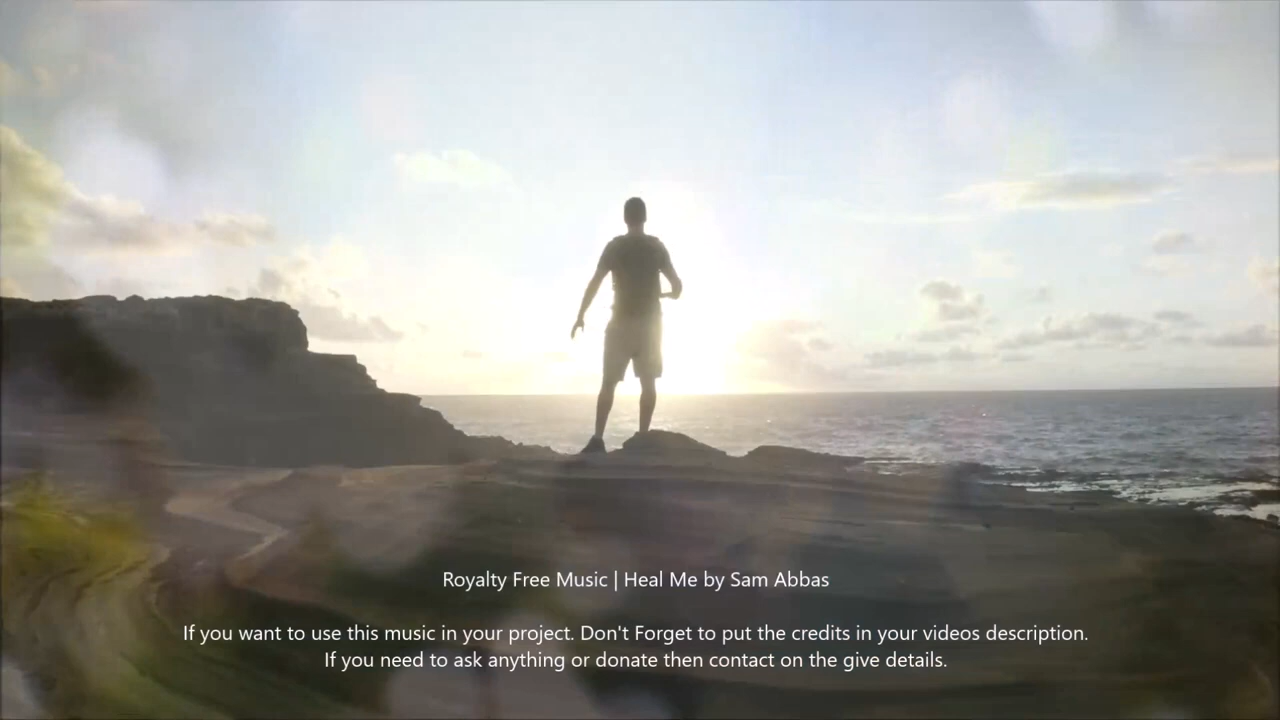 Royalty Free Music | Heal Me by Sam Abbas
If you want to use this music in your project. Don't Forget to put the credits in your videos description.
If you need to ask anything or donate then contact on the give details.